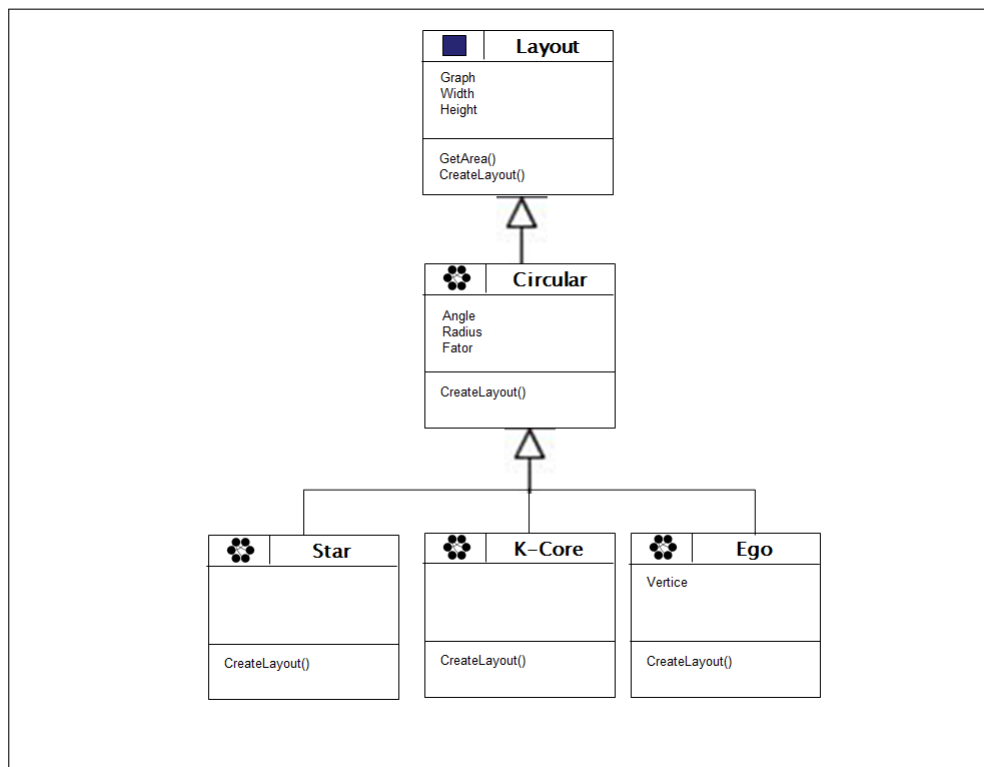 Layout
Graph
Width
Height
GetArea()
CreateLayout()
Circular
Angle
Radius
Fator
CreateLayout()
Star
CreateLayout()
K-Core
CreateLayout()
Ego
Vertice
CreateLayout()